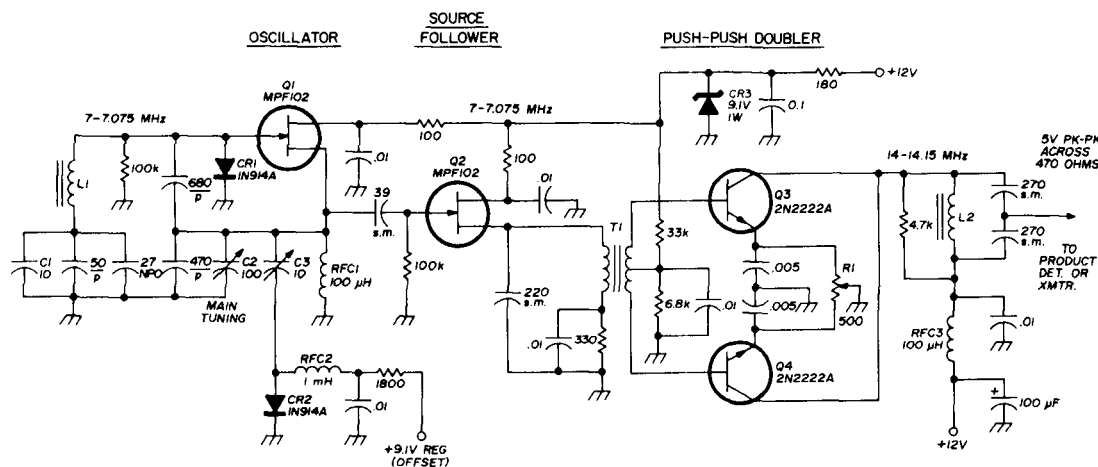 OSCILLATOR
SOURCE
FOLLOWER
PUSH-PUSH DOUBLER
Q1
MPF102
7-7.075 MHz
7-7.075 MHz
CR3
9.1V
1W
0.1
180
+12V
L1
100k
680
p
CR1
1N914A
.01
100
Q2
MPF102
100
.01
14-14.15 MHz
5V PK-PK
ACROSS
470 OHMS
Q3
2N2222A
39
s.m.
T1
33k
4.7k
L2
270
s.m.
270
s.m.
C1
10
50
p
27
NPO
470
p
C2
100
C3
10
RFC1
100 µH
100k
.005
R1
TO
PRODUCT
DET. OR
XMTR.
MAIN
TUNING
220
s.m.
6.8k
.01
.005
500
.01
330
Q4
2N2222A
RFC3
100 µH
.01
RFC2
1 mH
1800
CR2
1N914A
.01
+9.1V REG
(OFFSET)
+
100 µF
+12V